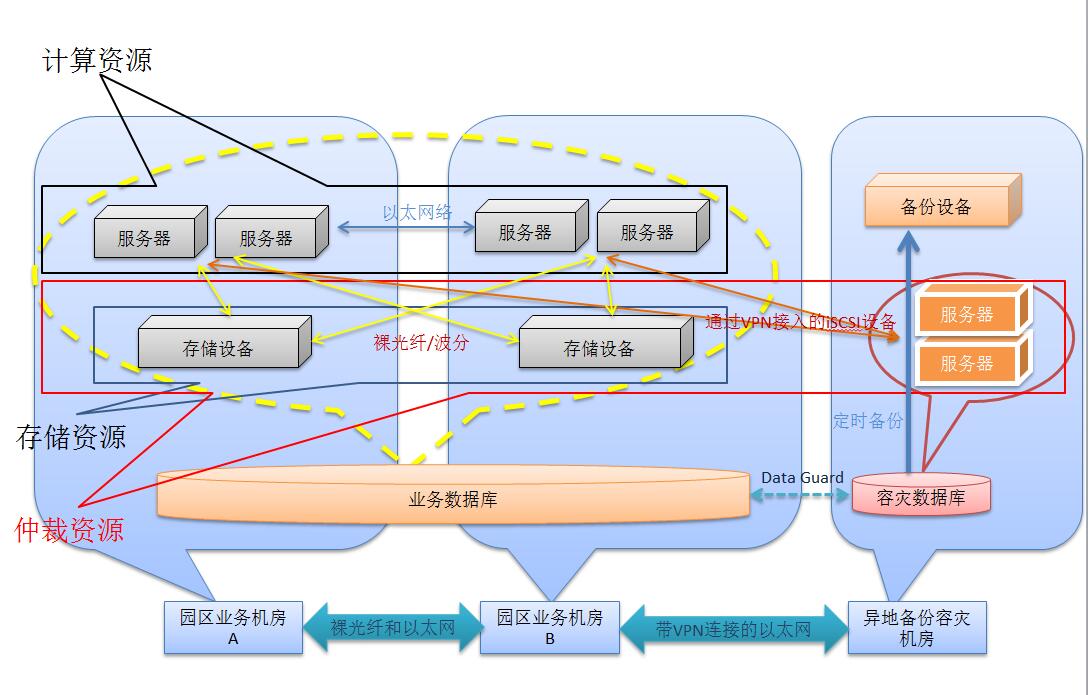 计算资源
备份设备
以太网络
服务器
服务器
服务器
服务器
服务器
通过VPN接入的iSCSI设备
存储设备
裸光纤/波分
存储设备
服务器
定时备份
存储资源
Data Guard
业务数据库
容灾数据库
仲裁资源
园区业务机房
A
裸光纤和以太网
园区业务机房
B
带VPN连接的以太网
异地备份容灾
机房